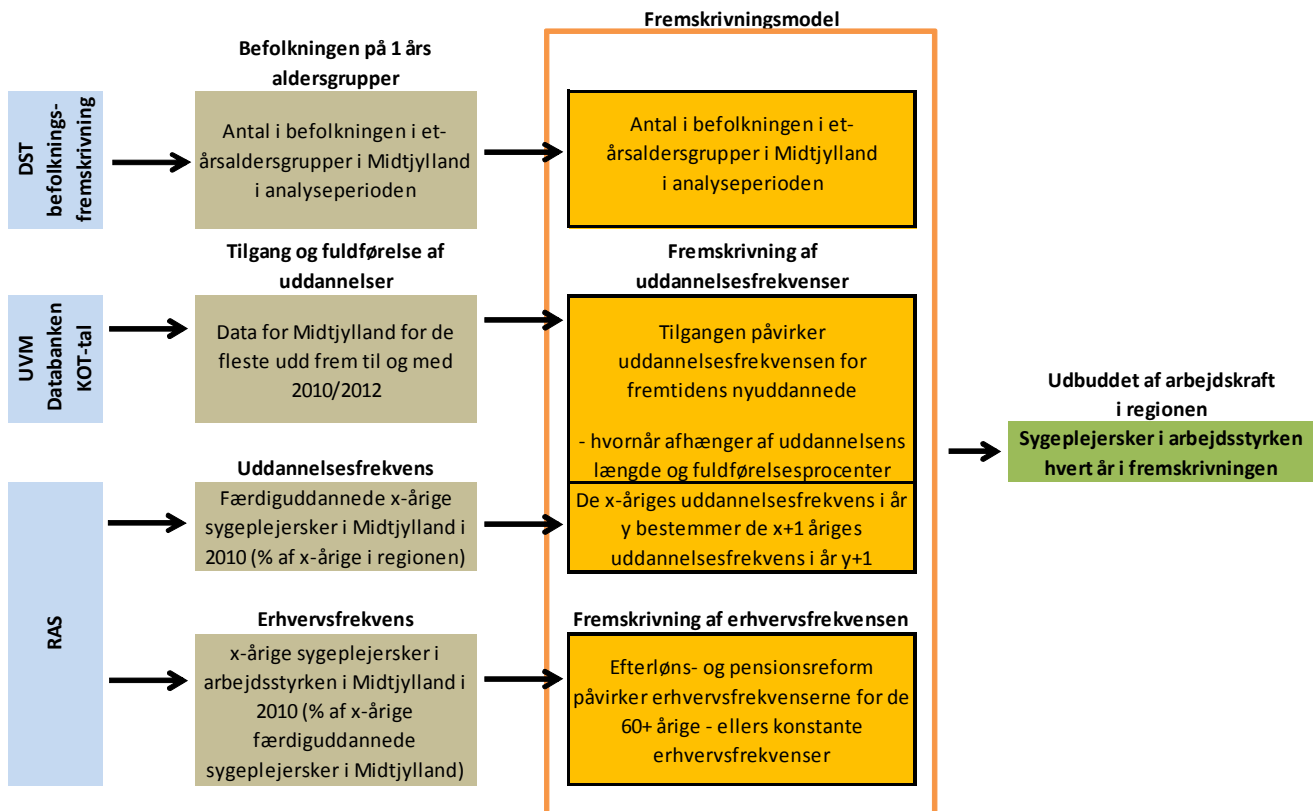 Fremskrivningsmodel
Befolkningen på 1 års
aldersgrupper
DST
befolknings-
fremskrivning
Antal i befolkningen i et-
årsaldersgrupper i Midtjylland
i analyseperioden
Antal i befolkningen i et-
årsaldersgrupper i Midtjylland
i analyseperioden
Tilgang og fuldførelse af
uddannelser
Fremskrivning af
uddannelsesfrekvenser
UVM
Databanken
KOT-tal
Data for Midtjylland for de
fleste udd frem til og med
2010/2012
Tilgangen påvirker
uddannelsesfrekvensen for
fremtidens nyuddannede
- hvornår afhænger af uddannelsens
længde og fuldførelsesprocenter
Udbuddet af arbejdskraft
i regionen
Sygeplejersker i arbejdsstyrken
hvert år i fremskrivningen
RAS
Uddannelsesfrekvens
Færdiguddannede x-årige
sygeplejersker i Midtjylland i
2010 (% af x-årige i regionen)
De x-åriges uddannelsesfrekvens i år
y bestemmer de x+1 åriges
uddannelsesfrekvens i år y+1
Erhvervsfrekvens
x-årige sygeplejersker i
arbejdsstyrken i Midtjylland i
2010 (% af x-årige
færdiguddannede
sygeplejersker i Midtjylland)
Fremskrivning af erhvervsfrekvensen
Efterløns- og pensionsreform
påvirker erhvervsfrekvenserne for de
60+ årige - ellers konstante
erhvervsfrekvenser